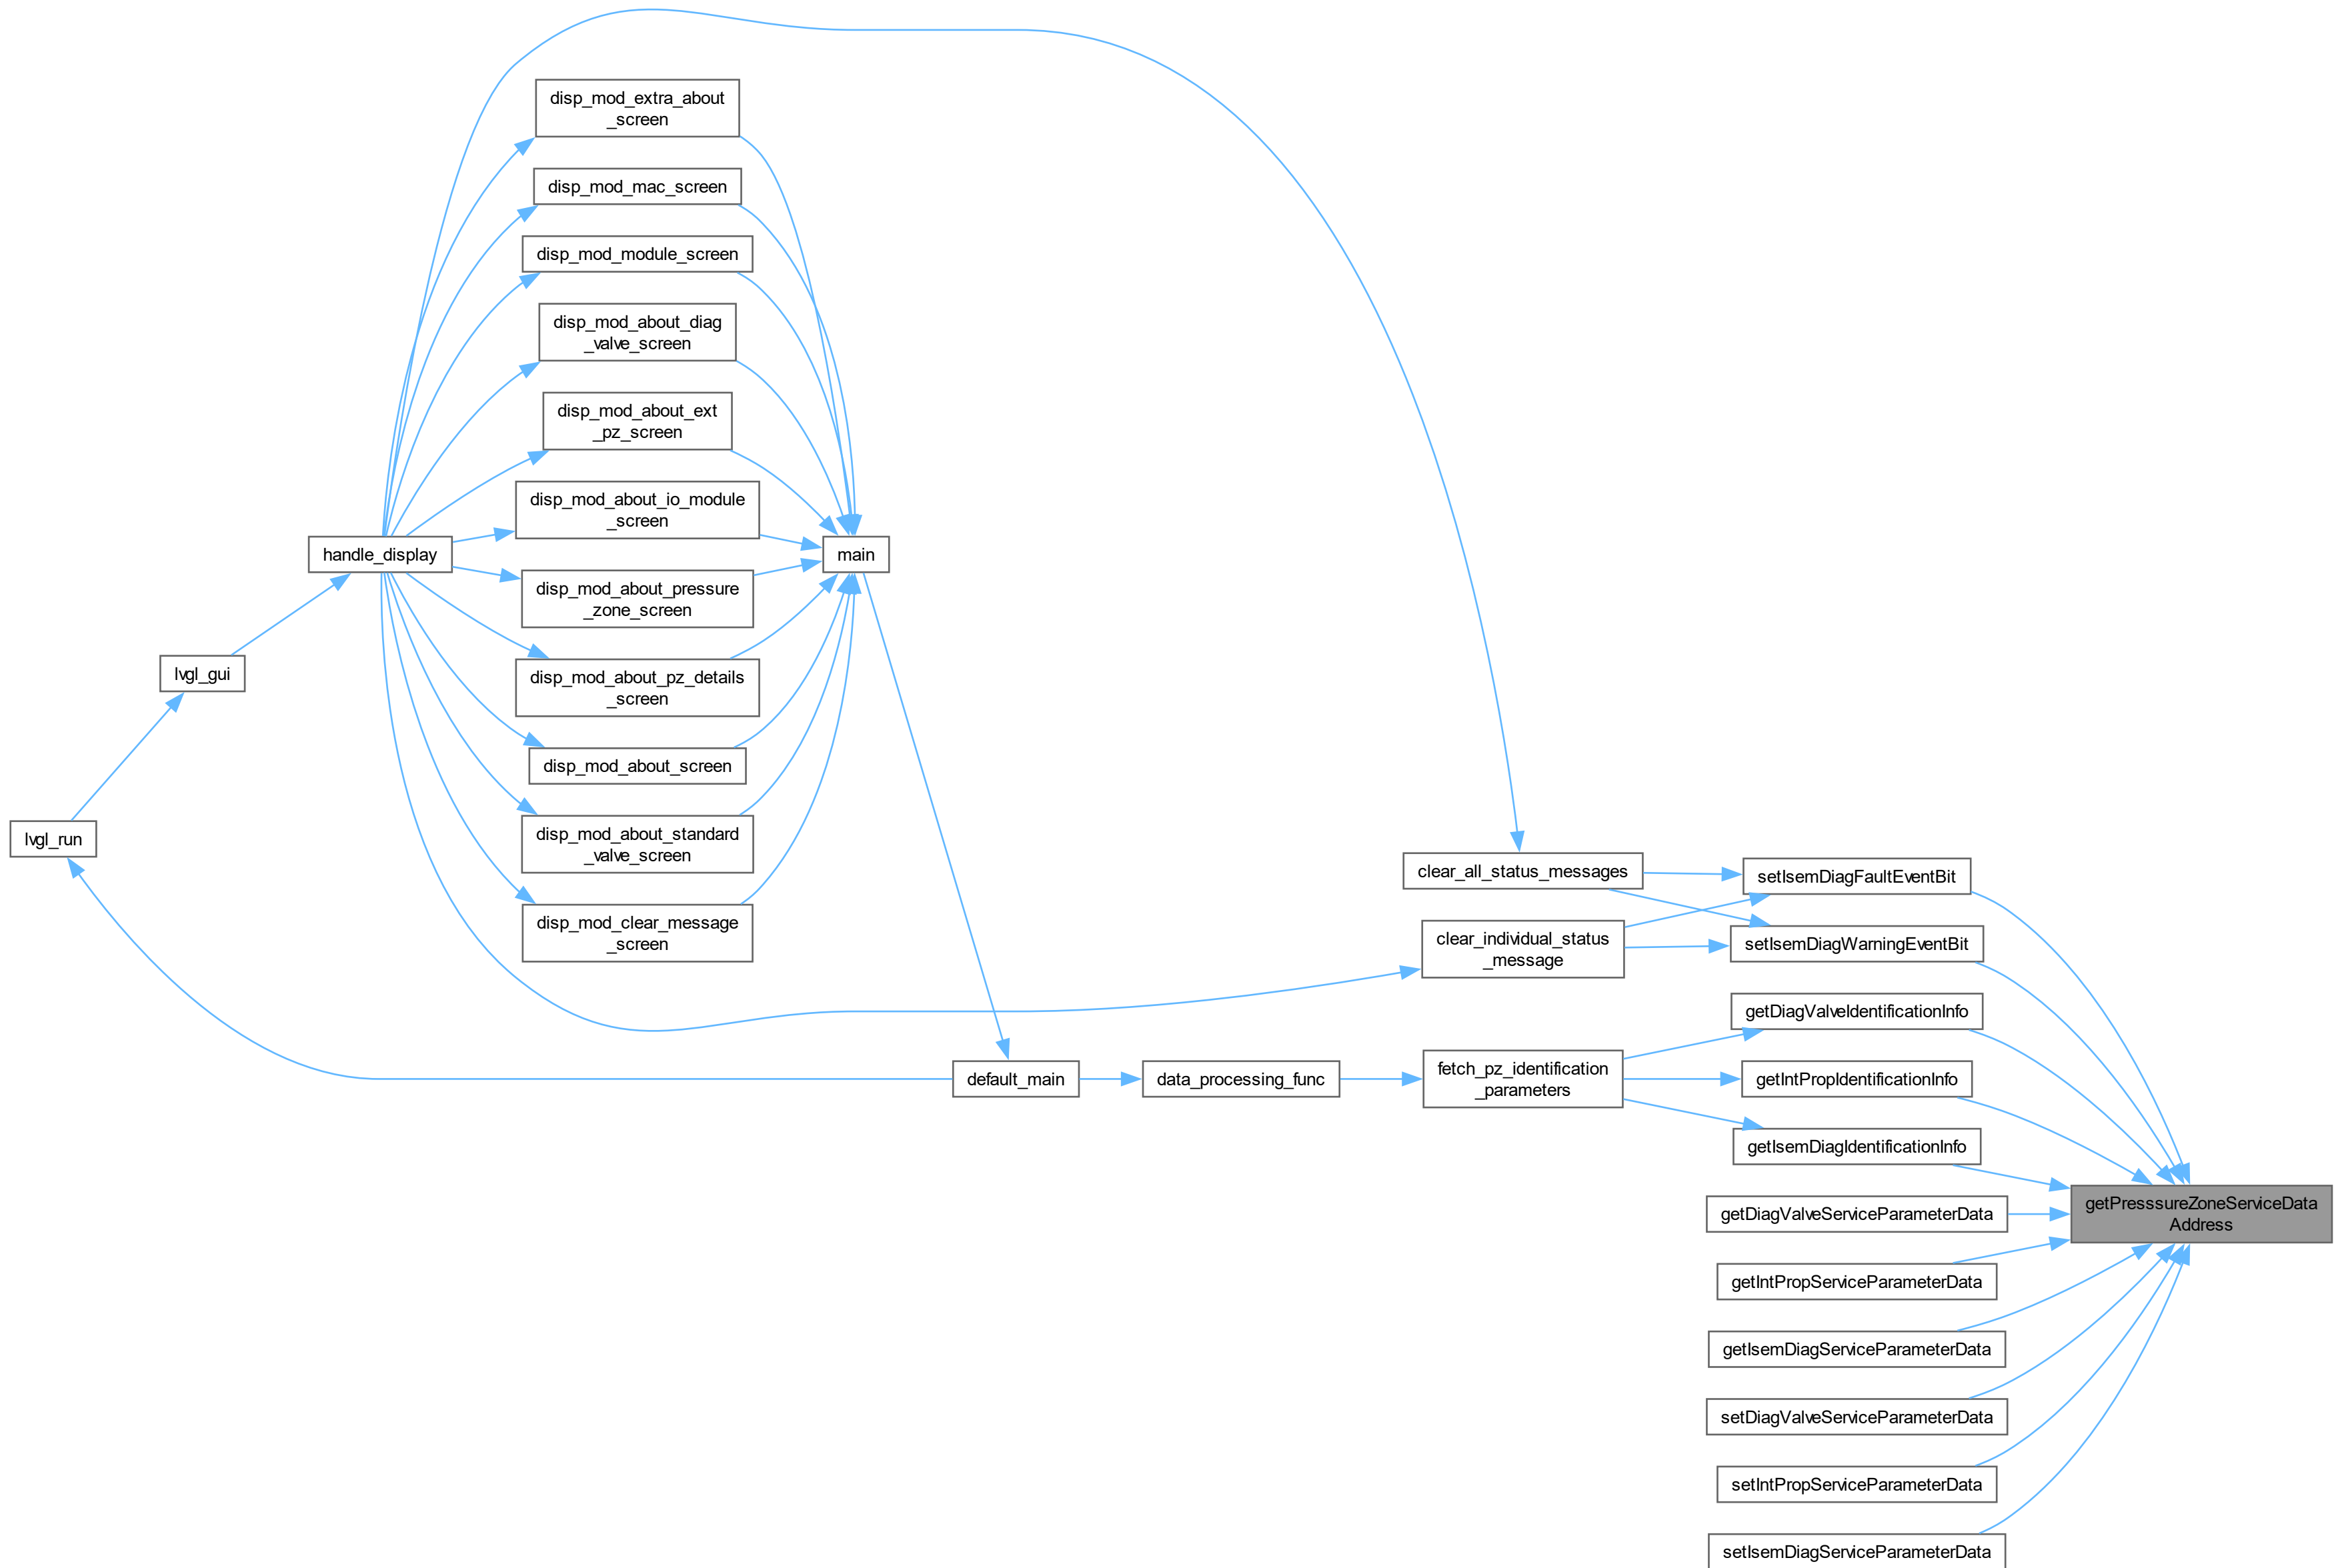 disp_mod_extra_about
_screen
disp_mod_mac_screen
disp_mod_module_screen
disp_mod_about_diag
_valve_screen
disp_mod_about_ext
_pz_screen
disp_mod_about_io_module
_screen
handle_display
main
disp_mod_about_pressure
_zone_screen
disp_mod_about_pz_details
_screen
lvgl_gui
disp_mod_about_screen
lvgl_run
disp_mod_about_standard
_valve_screen
disp_mod_clear_message
_screen
clear_all_status_messages
setIsemDiagFaultEventBit
clear_individual_status
_message
setIsemDiagWarningEventBit
getDiagValveIdentificationInfo
default_main
data_processing_func
fetch_pz_identification
_parameters
getIntPropIdentificationInfo
getIsemDiagIdentificationInfo
getPresssureZoneServiceData
Address
getDiagValveServiceParameterData
getIntPropServiceParameterData
getIsemDiagServiceParameterData
setDiagValveServiceParameterData
setIntPropServiceParameterData
setIsemDiagServiceParameterData